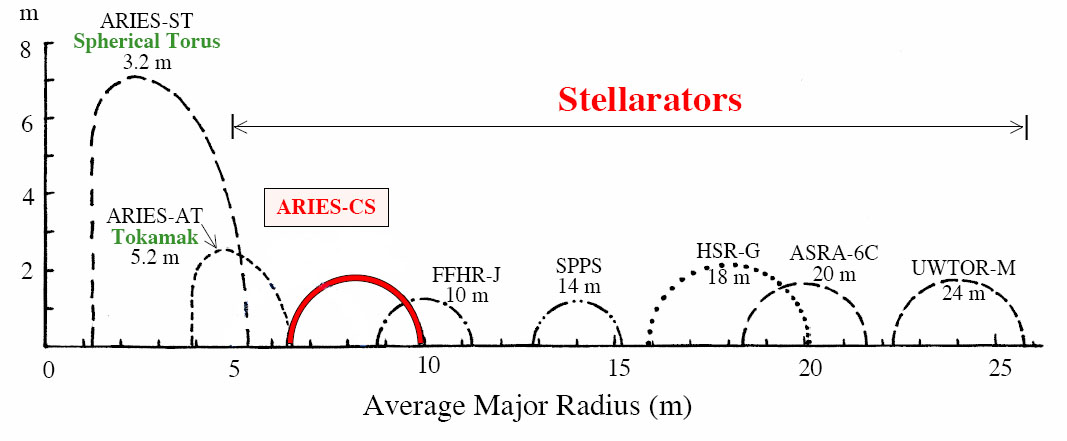 m
ARIES-ST
Spherical Torus
3.2 m
8
6
4
2
Stellarators
ARIES-CS
ARIES-AT
Tokamak
5.2 m
FFHR-J
10 m
SPPS
14 m
HSR-G
18 m
ASRA-6C
20 m
UWTOR-M
24 m
0 5 10 15 20 25
Average Major Radius (m)